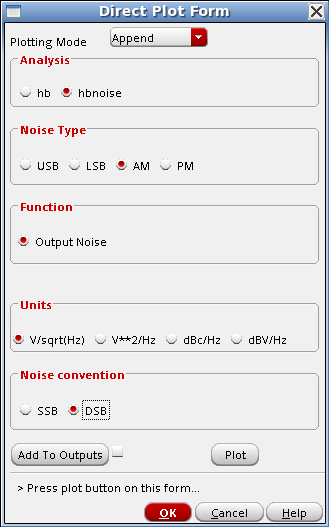 Direct Plot Form
Plotting Mode Append
Analysis
hb hbnoise
Noise Type
USB LSB AM PM
Function
Output Noise
Units
V/sqrt(Hz) V**2/Hz dBc/Hz dBV/Hz
Noise convention
SSB DSB
Add To Outputs Plot
> Press plot button on this form...
OK Cancel Help